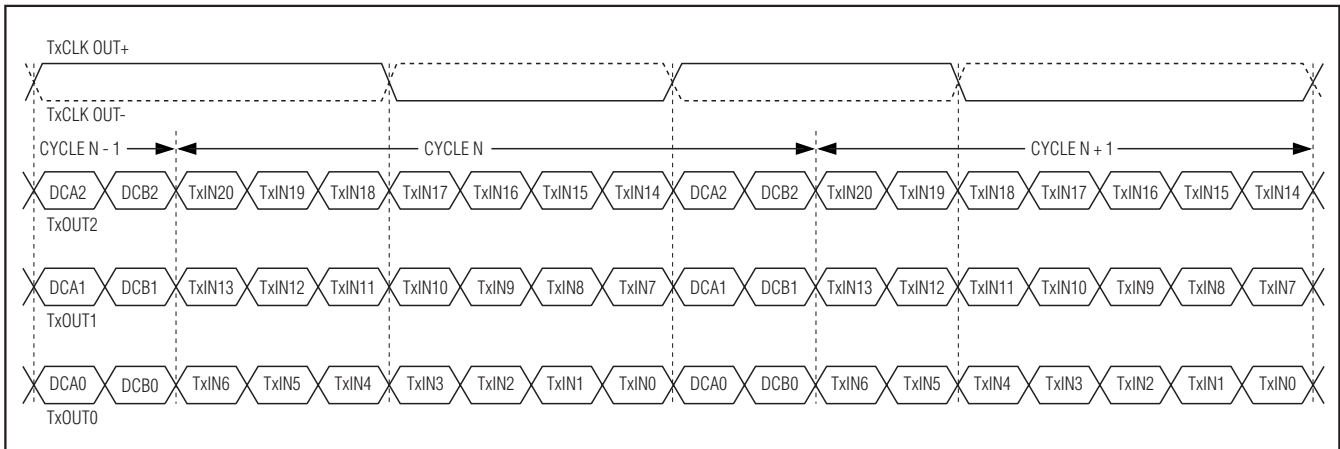 TxCLK OUT+
TxCLK OUT-
CYCLE N - 1 CYCLE N CYCLE N + 1
DCA2 DCB2 TxIN20 TxIN19 TxIN18 TxIN17 TxIN16 TxIN15 TxIN14 DCA2 DCB2 TxIN20 TxIN19 TxIN18 TxIN17 TxIN16 TxIN15 TxIN14
TxOUT2
DCA1 DCB1 TxIN13 TxIN12 TxIN11 TxIN10 TxIN9 TxIN8 TxIN7 DCA1 DCB1 TxIN13 TxIN12 TxIN11 TxIN10 TxIN9 TxIN8 TxIN7
TxOUT1
DCA0 DCB0 TxIN6 TxIN5 TxIN4 TxIN3 TxIN2 TxIN1 TxIN0 DCA0 DCB0 TxIN6 TxIN5 TxIN4 TxIN3 TxIN2 TxIN1 TxIN0
TxOUT0